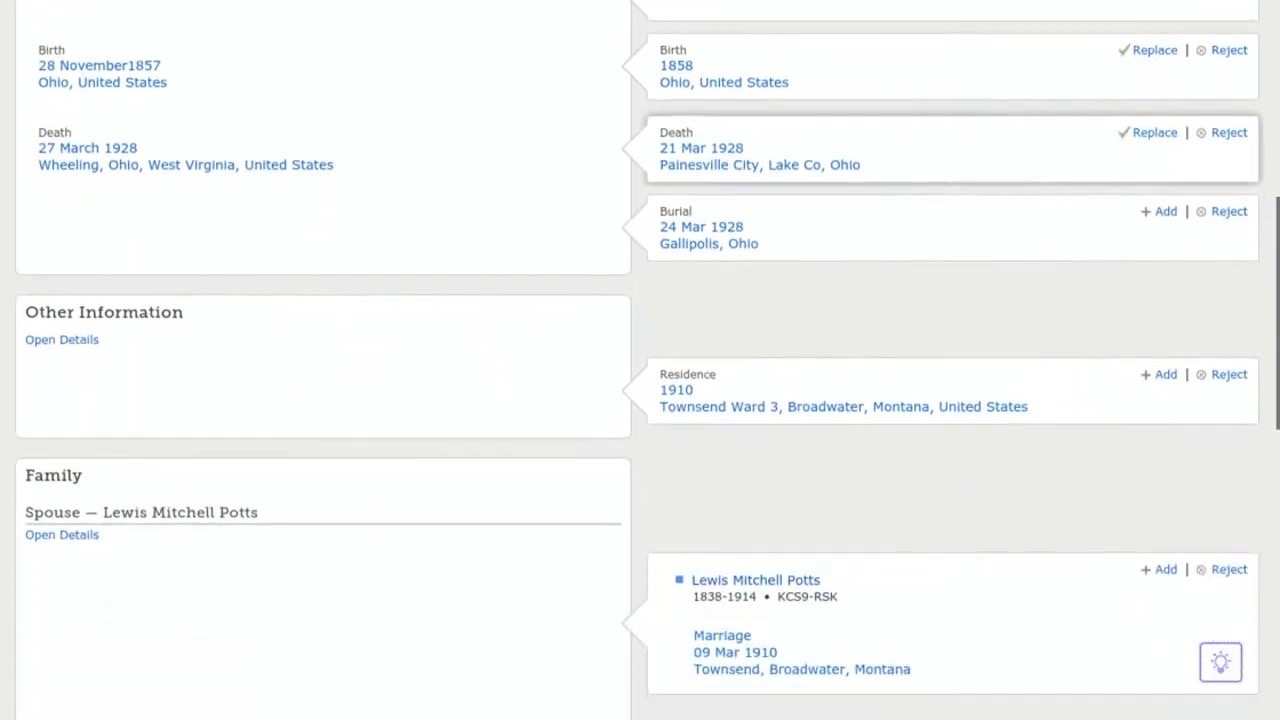 Birth
28 November1857
Ohio, United States
Birth
Replace | Reject
1858
Ohio, United States
Death
27 March 1928
Wheeling, Ohio, West Virginia, United States
Death
Replace | Reject
21 Mar 1928
Painesville City, Lake Co, Ohio
Burial
+ Add | Reject
24 Mar 1928
Gallipolis, Ohio
Other Information
Open Details
Residence
+ Add | Reject
1910
Townsend Ward 3, Broadwater, Montana, United States
Family
Spouse — Lewis Mitchell Potts
Open Details
+ Add | Reject
Lewis Mitchell Potts
1838-1914 • KCS9-RSK
Marriage
09 Mar 1910
Townsend, Broadwater, Montana